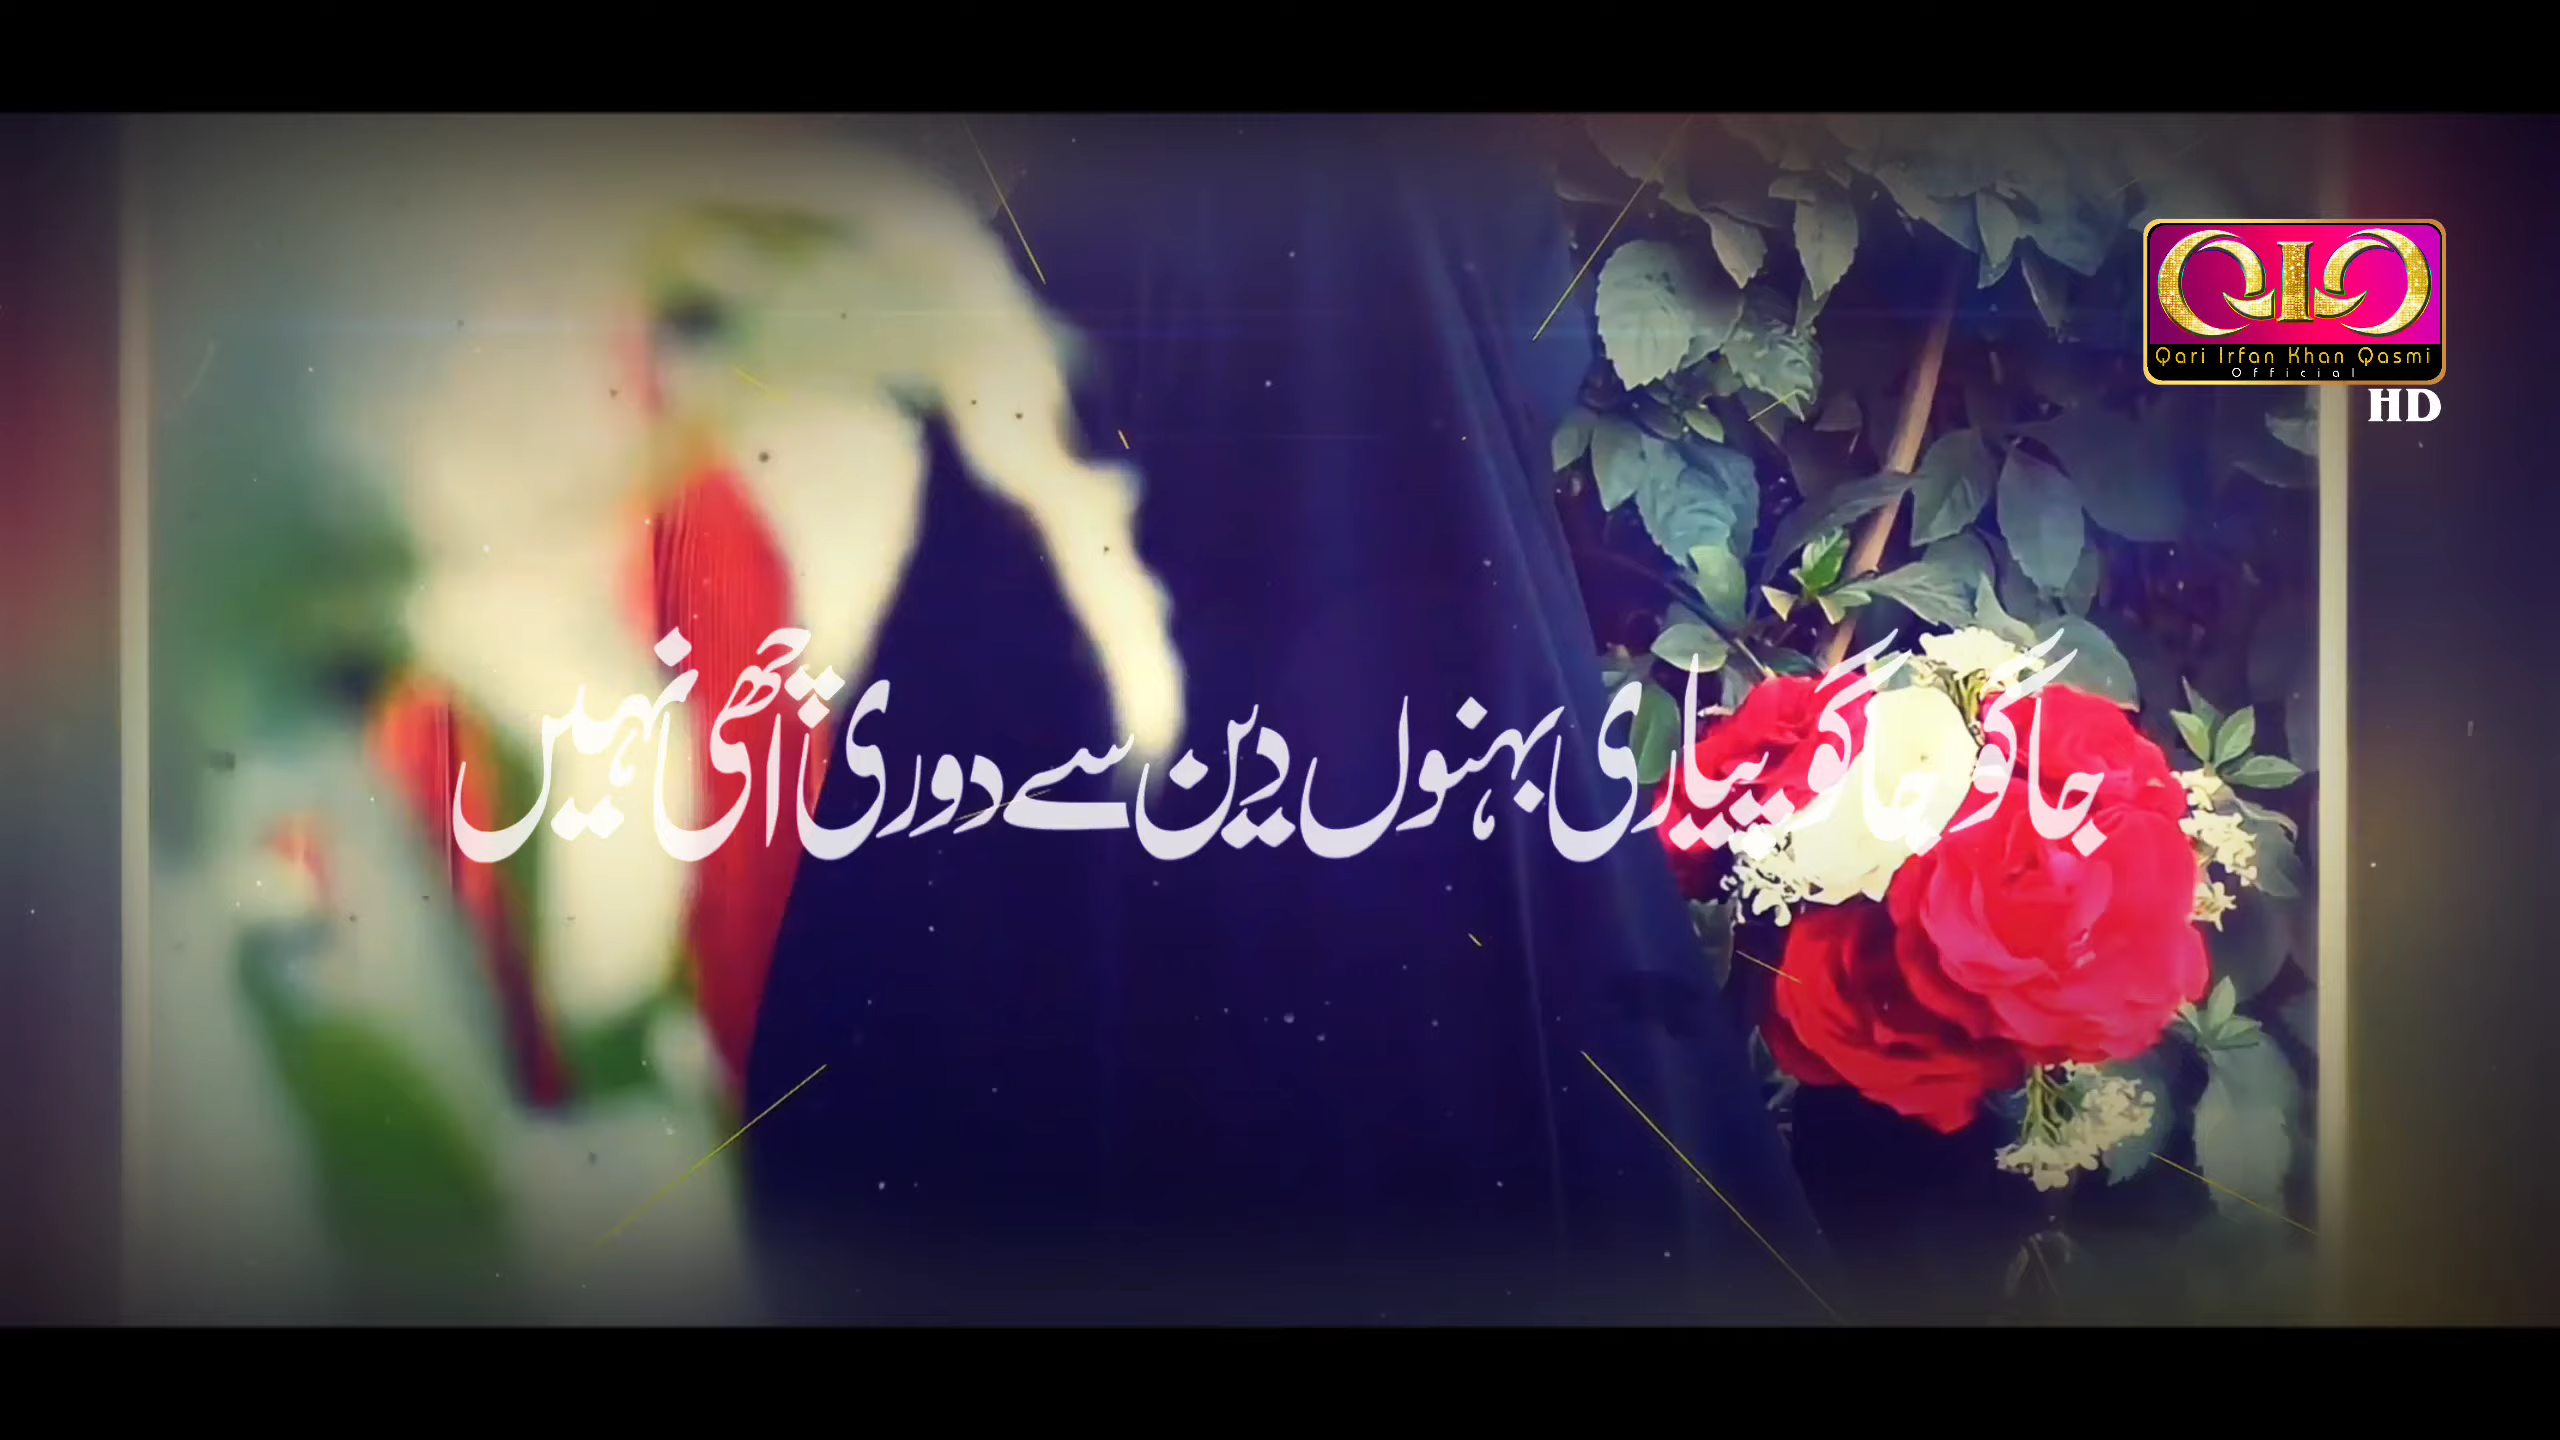 Qari Irfan Khan Qasmi
Official
HD
جاگو جاگو پیاری بہنوں دین سے دوری اچھی نہیں